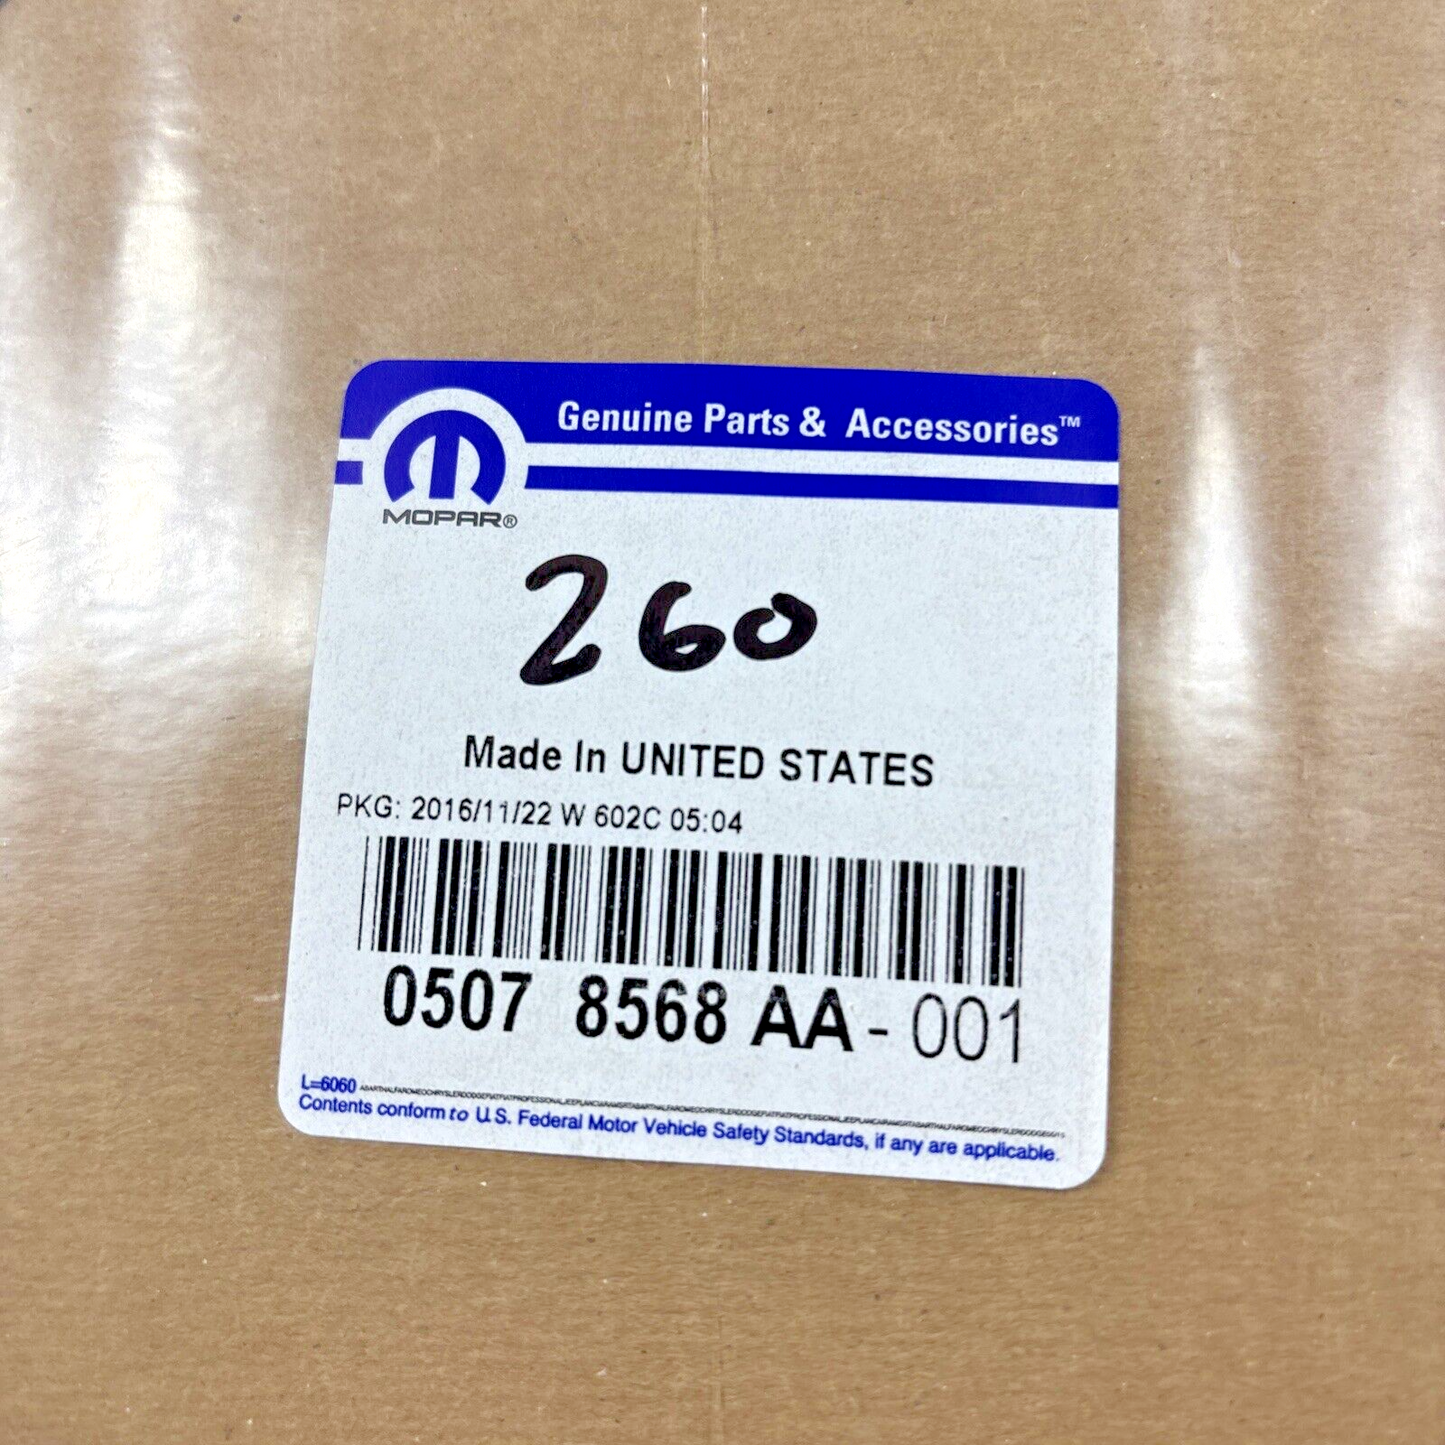 Genuine Parts & Accessories™
MOPAR®
260
Made In UNITED STATES
PKG: 2016/11/22 W 602C 05:04
0507 8568 AA - 001
L=6060
Contents conform to U.S. Federal Motor Vehicle Safety Standards, if any are applicable.